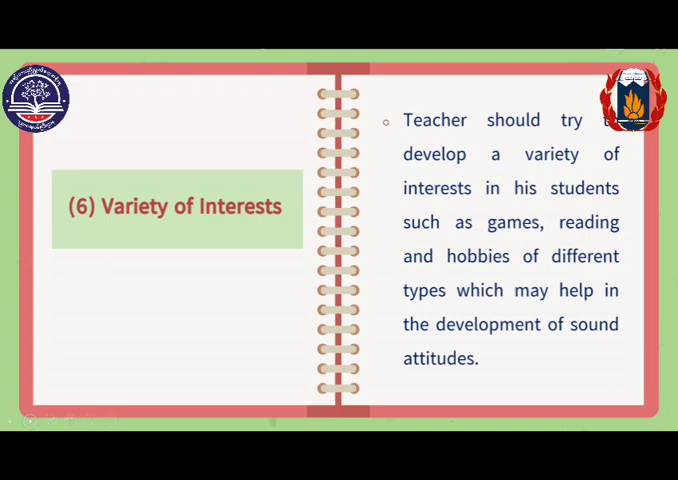 (6) Variety of Interests
Teacher should try
develop a variety of
interests in his students
such as games, reading
and hobbies of different
types which may help in
the development of sound
attitudes.